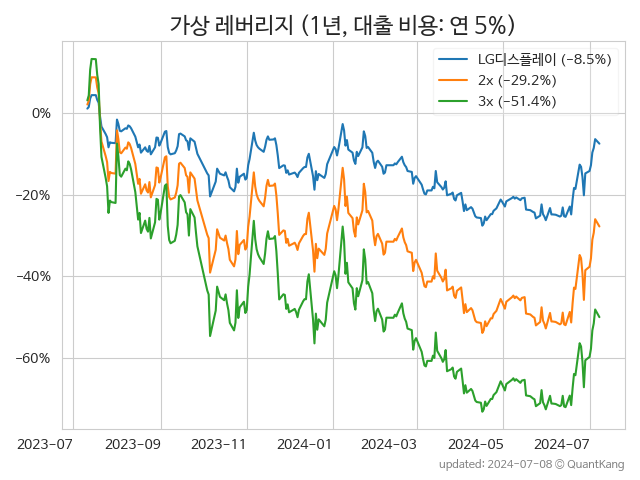 가상 레버리지 (1년, 대출 비용: 연 5%)
LG디스플레이 (−8.5%)
2x (−29.2%)
3x (−51.4%)
0%
−20%
−40%
−60%
2023-07 2023-09 2023-11 2024-01 2024-03 2024-05 2024-07
updated: 2024-07-08 © QuantKang